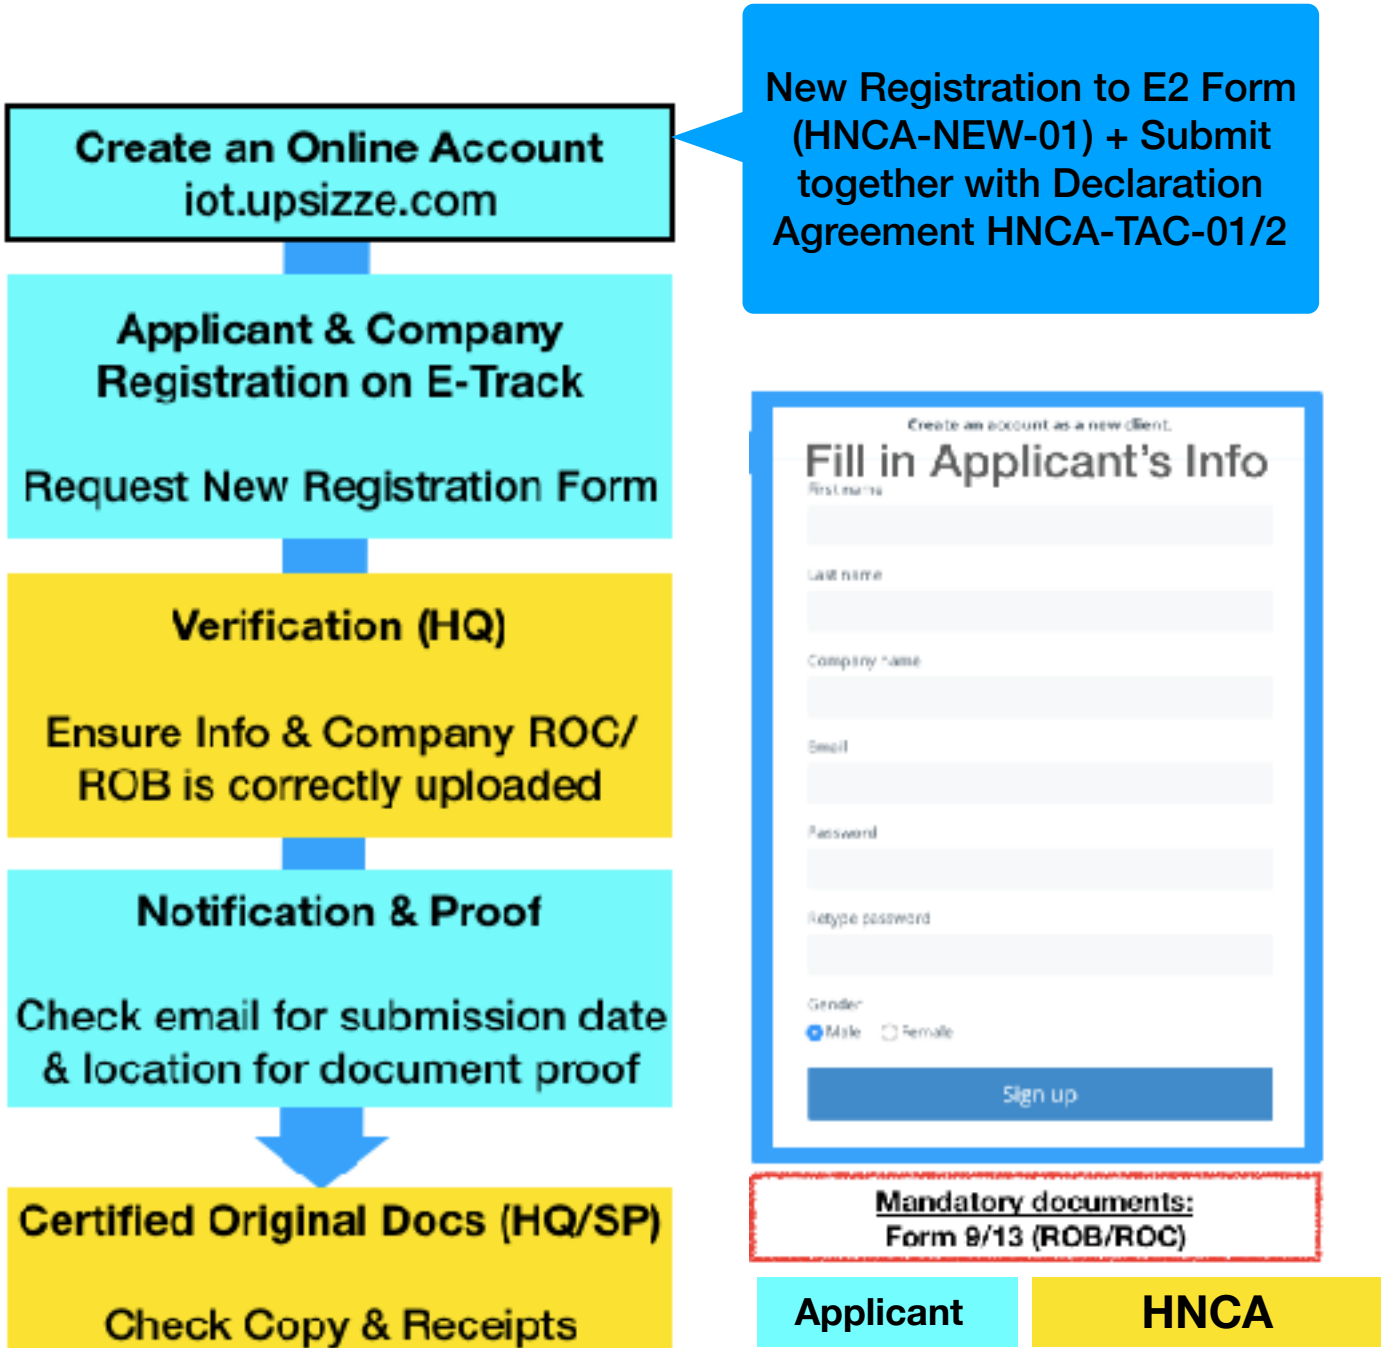 Create an Online Account
iot.upsizze.com
New Registration to E2 Form
(HNCA-NEW-01) + Submit
together with Declaration
Agreement HNCA-TAC-01/2
Applicant & Company
Registration on E-Track
Request New Registration Form
Verification (HQ)
Ensure Info & Company ROC/
ROB is correctly uploaded
Notification & Proof
Check email for submission date
& location for document proof
Certified Original Docs (HQ/SP)
Check Copy & Receipts
Create an account as a new client.
Fill in Applicant's Info
First name
Last name
Company name
Email
Password
Retype password
Gender
Male Female
Sign up
Mandatory documents:
Form 9/13 (ROB/ROC)
Applicant
HNCA